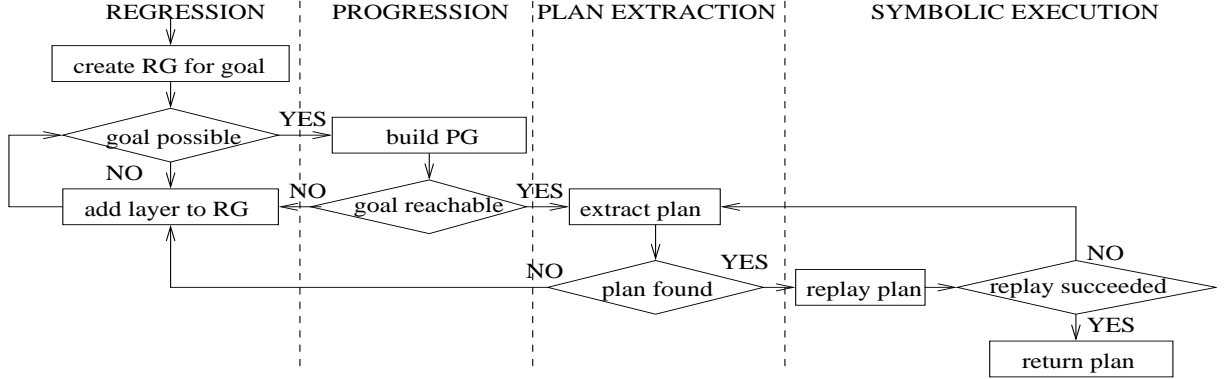 REGRESSION
PROGRESSION
PLAN EXTRACTION
SYMBOLIC EXECUTION
create RG for goal
goal possible
YES
build PG
NO
add layer to RG
NO
goal reachable
YES
extract plan
NO
plan found
YES
replay plan
replay succeeded
NO
YES
return plan